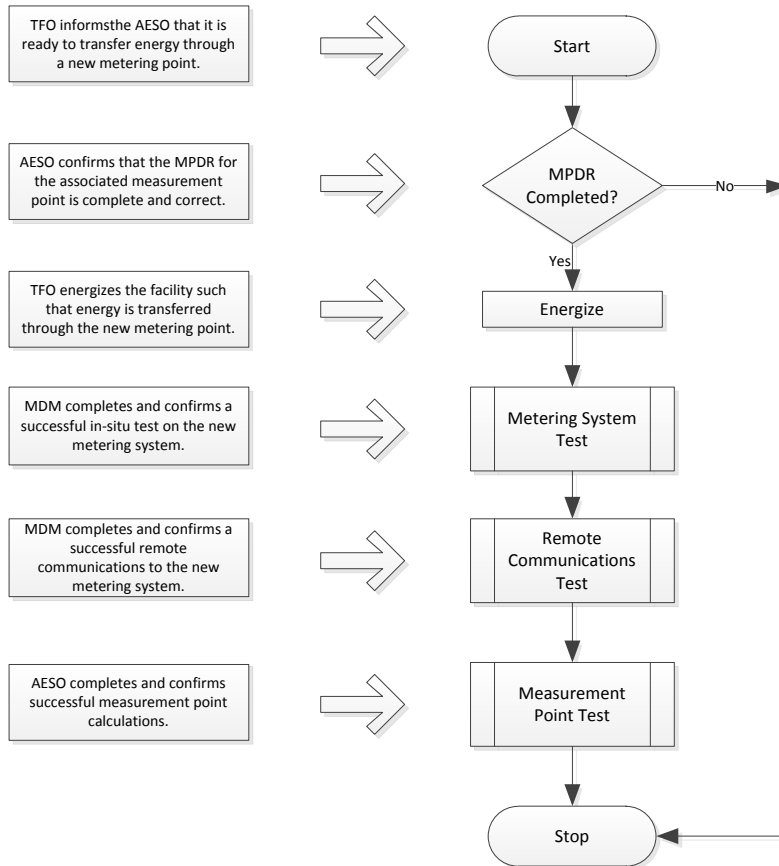 TFO informsthe AESO that it is
ready to transfer energy through
a new metering point.
Start
AESO confirms that the MPDR for
the associated measurement
point is complete and correct.
MPDR
Completed?
No
Yes
TFO energizes the facility such
that energy is transferred
through the new metering point.
Energize
MDM completes and confirms a
successful in-situ test on the new
metering system.
Metering System
Test
MDM completes and confirms a
successful remote
communications to the new
metering system.
Remote
Communications
Test
AESO completes and confirms
successful measurement point
calculations.
Measurement
Point Test
Stop